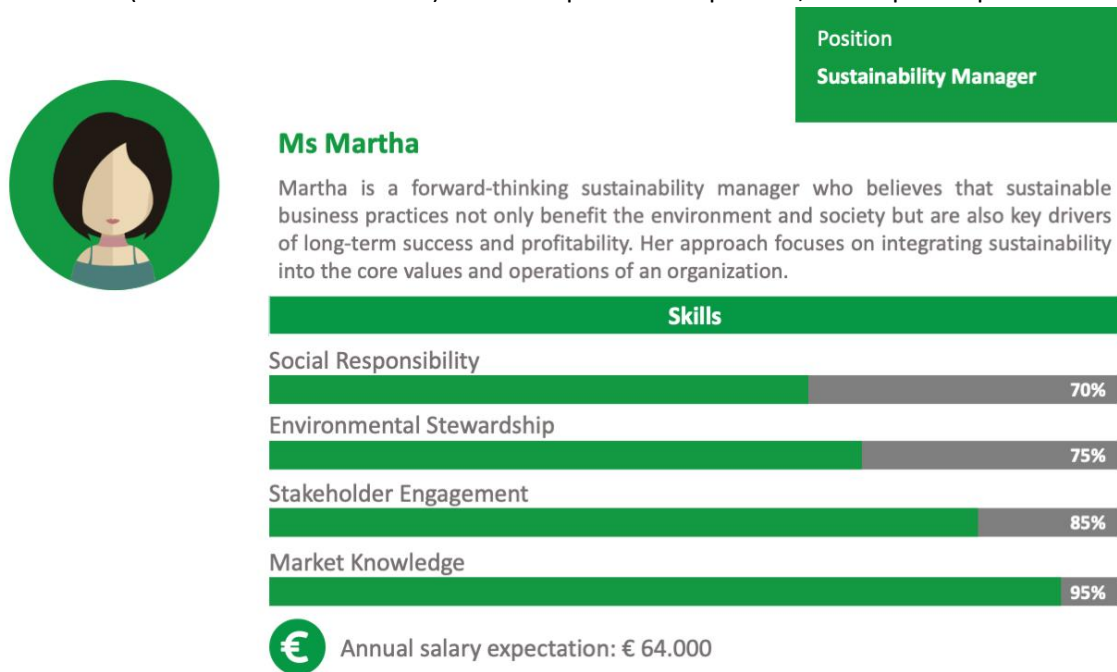 Position
Sustainability Manager
Ms Martha
Martha is a forward-thinking sustainability manager who believes that sustainable
business practices not only benefit the environment and society but are also key drivers
of long-term success and profitability. Her approach focuses on integrating sustainability
into the core values and operations of an organization.
Skills
Social Responsibility
70%
Environmental Stewardship
75%
Stakeholder Engagement
85%
Market Knowledge
95%
€ Annual salary expectation: € 64.000